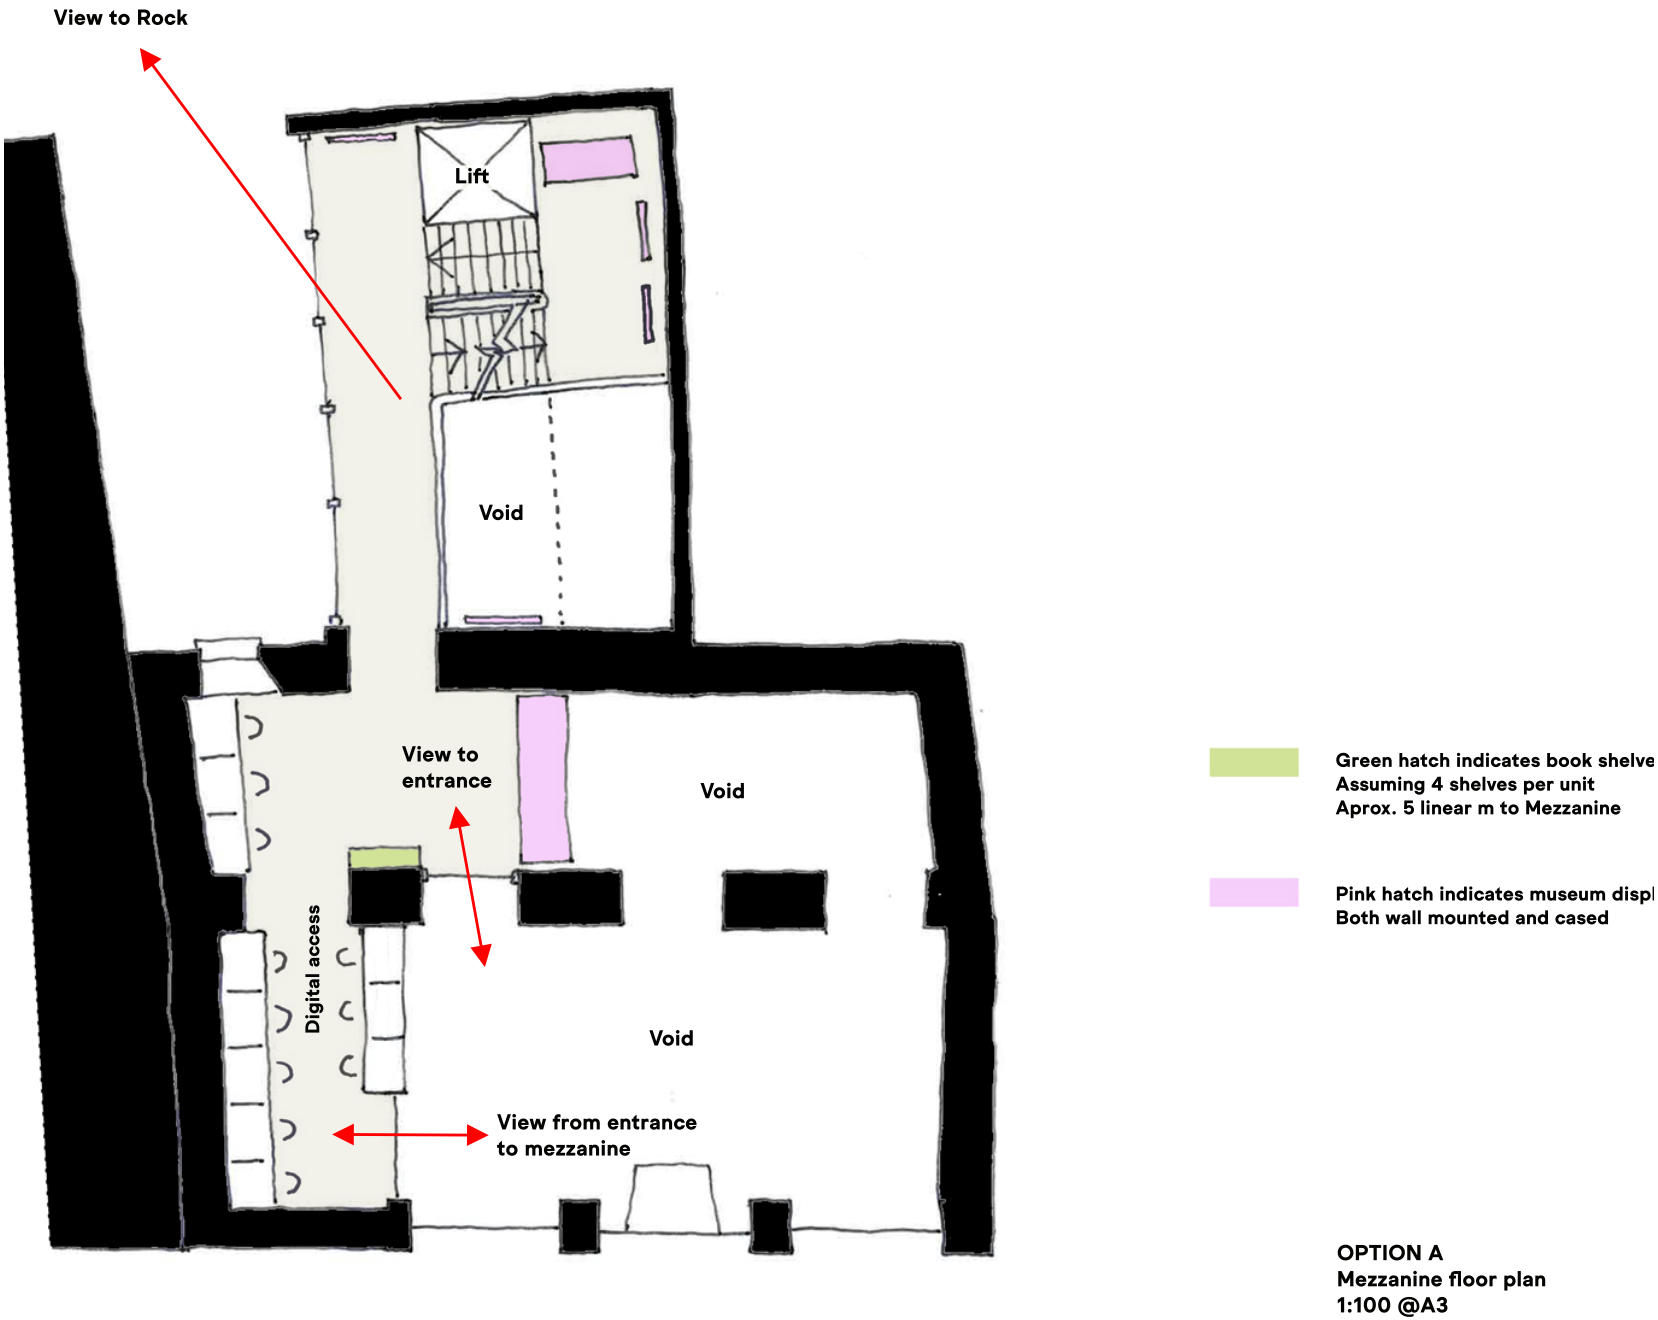 View to Rock
Lift
Void
View to
entrance
Void
Digital access
Void
View from entrance
to mezzanine
Green hatch indicates book shelve
Assuming 4 shelves per unit
Aprox. 5 linear m to Mezzanine
Pink hatch indicates museum displ
Both wall mounted and cased
OPTION A
Mezzanine floor plan
1:100 @A3